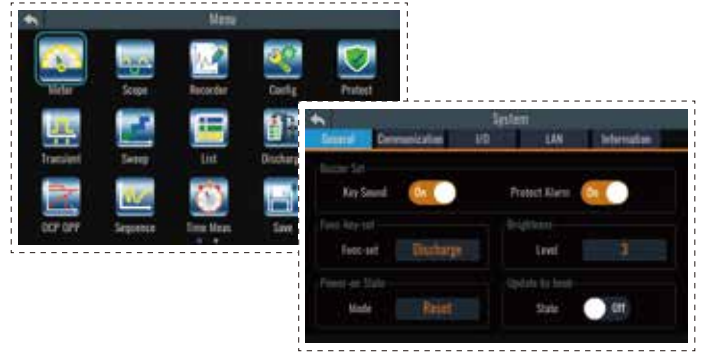 Menu
Meter Scope Recorder Config Protect
Transient Sweep List Discharg
OCP OPP Sequence Time Meas Save
System
General Communication I/O LAN Information
Buzzer Set
Key Sound On Protect Alarm On
Func key-set Brightness
Func-set Discharge Level 3
Power-on State Update by host
Mode Reset State Off